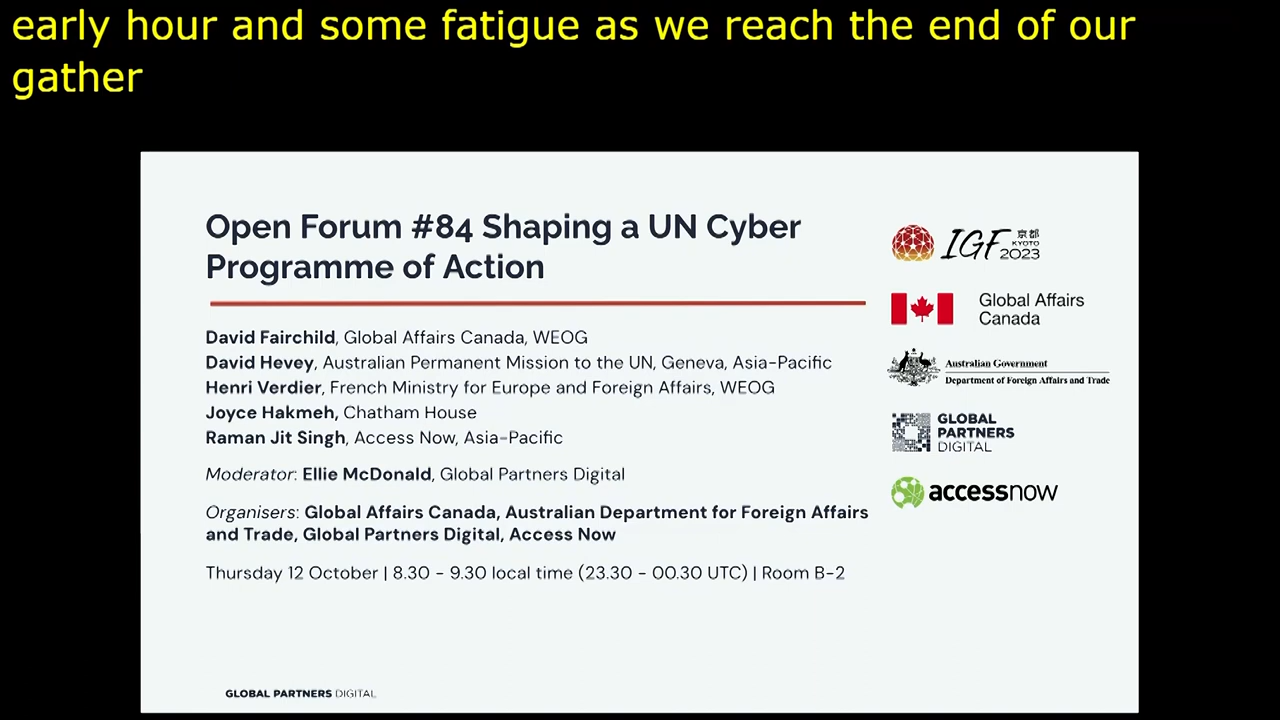 early hour and some fatigue as we reach the end of our
gather
Open Forum #84 Shaping a UN Cyber
Programme of Action
David Fairchild, Global Affairs Canada, WEOG
David Hevey, Australian Permanent Mission to the UN, Geneva, Asia-Pacific
Henri Verdier, French Ministry for Europe and Foreign Affairs, WEOG
Joyce Hakmeh, Chatham House
Raman Jit Singh, Access Now, Asia-Pacific
Moderator: Ellie McDonald, Global Partners Digital
Organisers: Global Affairs Canada, Australian Department for Foreign Affairs
and Trade, Global Partners Digital, Access Now
Thursday 12 October | 8.30 - 9.30 local time (23.30 - 00.30 UTC) | Room B-2
IGF 京都
KYOTO
2023
Global Affairs
Canada
Australian Government
Department of Foreign Affairs and Trade
GLOBAL
PARTNERS
DIGITAL
accessnow
GLOBAL PARTNERS DIGITAL